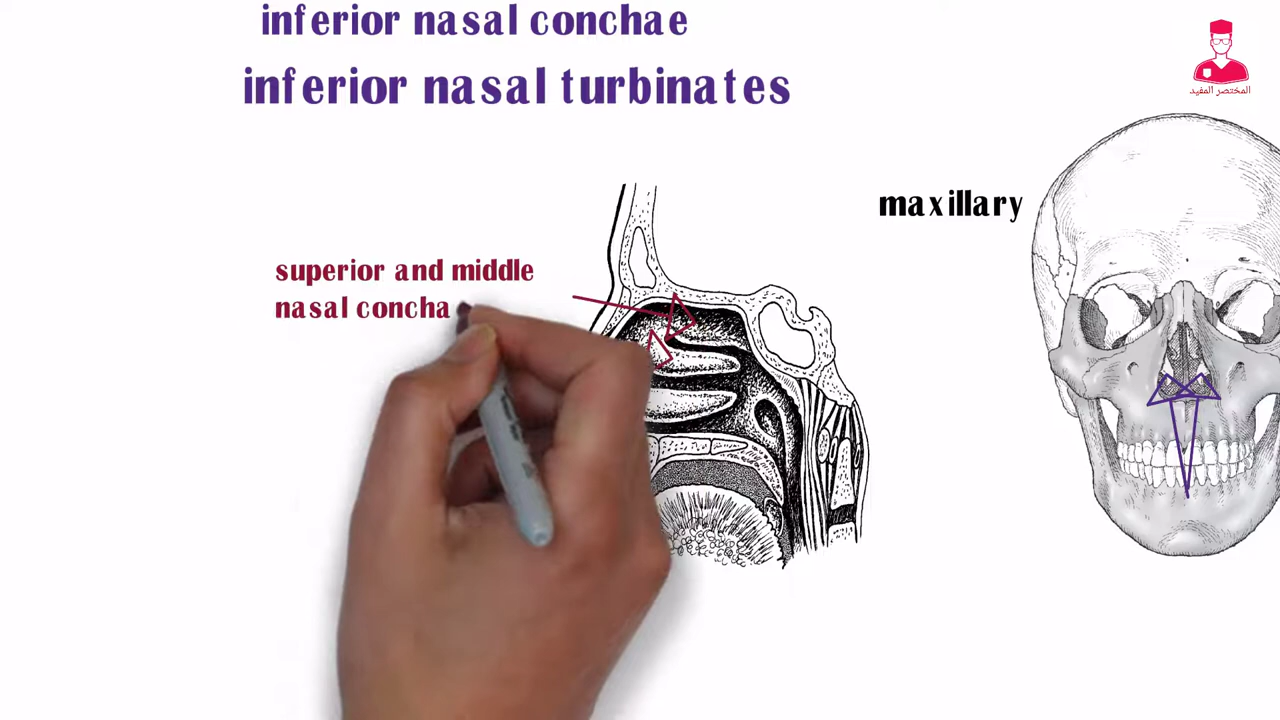 inferior nasal conchae
inferior nasal turbinates
المختصر المفيد
maxillary
superior and middle
nasal concha